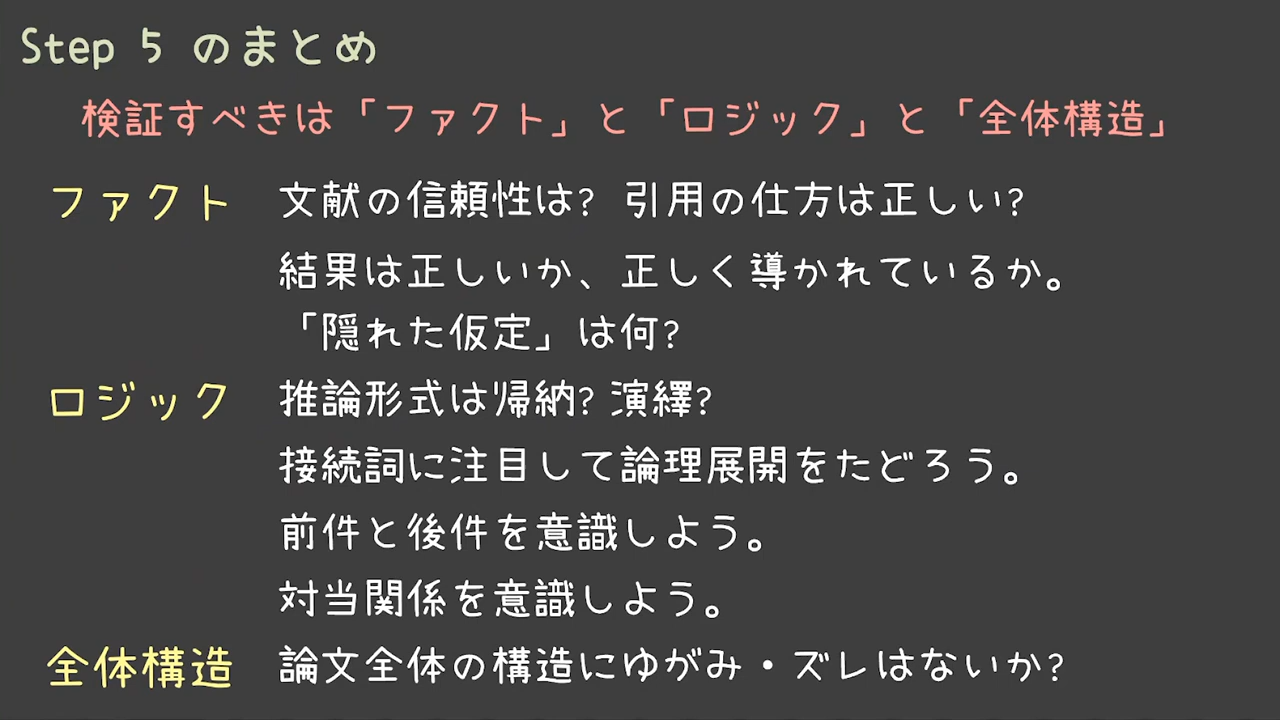 Step 5 のまとめ
検証すべきは「ファクト」と「ロジック」と「全体構造」
ファクト 文献の信頼性は? 引用の仕方は正しい?
結果は正しいか、正しく導かれているか。
「隠れた仮定」は何?
ロジック 推論形式は帰納? 演繹?
接続詞に注目して論理展開をたどろう。
前件と後件を意識しよう。
対当関係を意識しよう。
全体構造 論文全体の構造にゆがみ・ズレはないか?